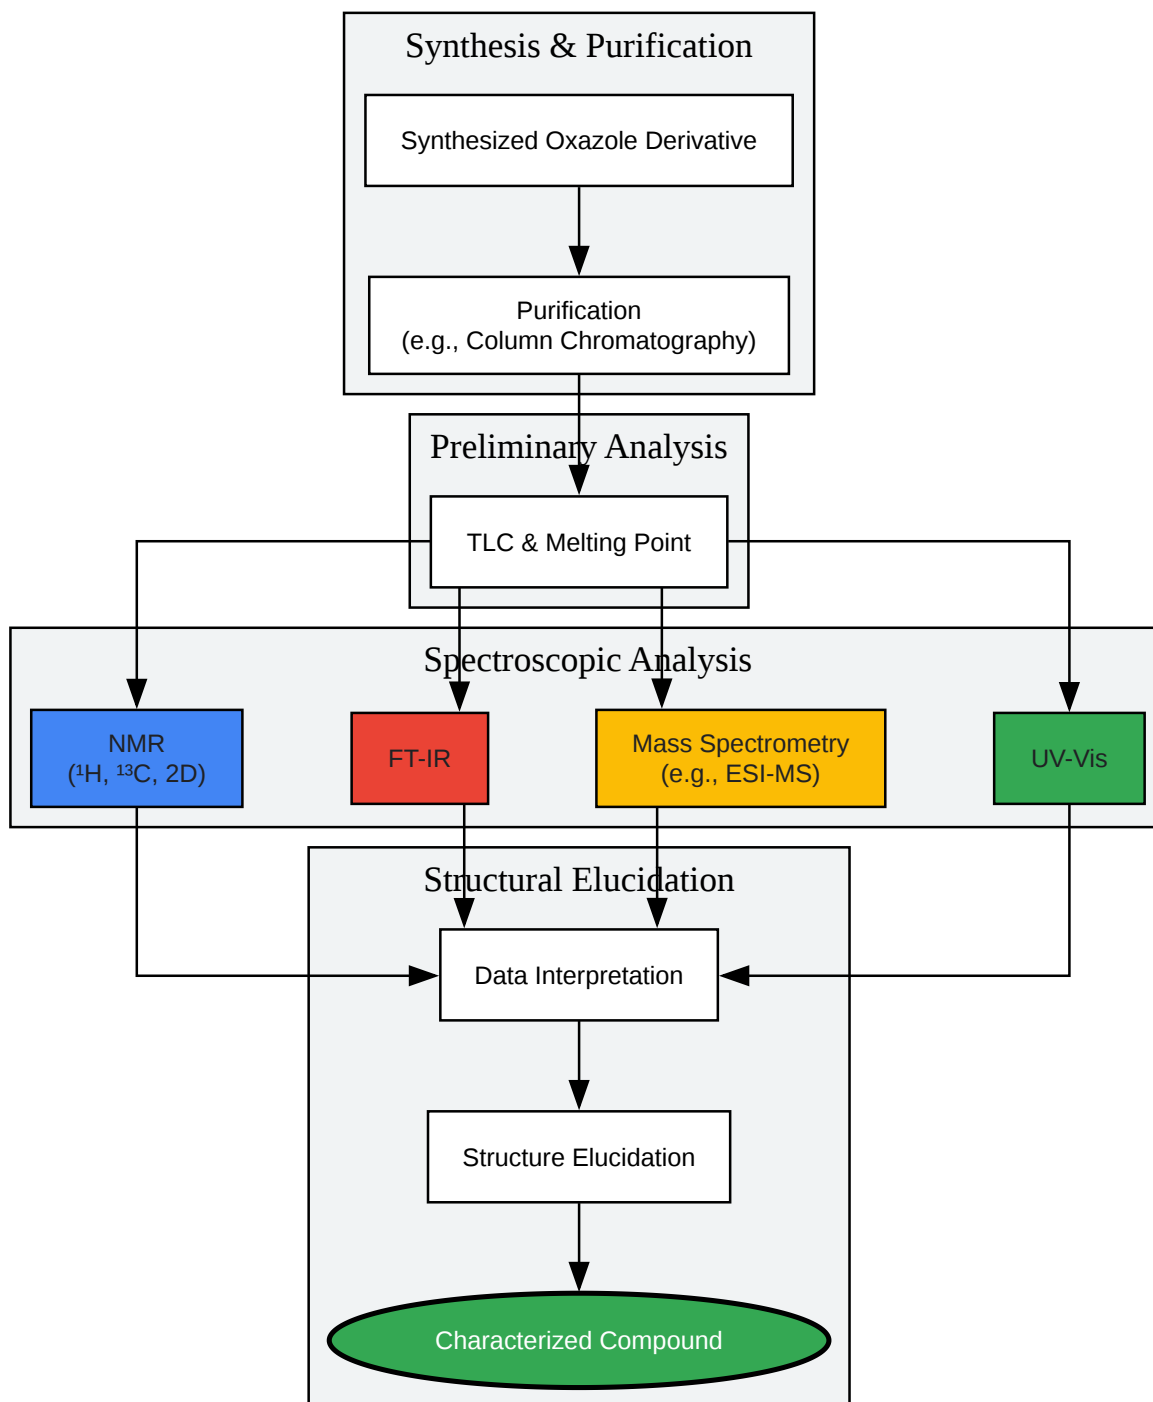 Synthesis & Purification
Synthesized Oxazole Derivative
Purification
(e.g., Column Chromatography)
Preliminary Analysis
TLC & Melting Point
Spectroscopic Analysis
NMR
(¹H, ¹³C, 2D)
FT-IR
Mass Spectrometry
(e.g., ESI-MS)
UV-Vis
Structural Elucidation
Data Interpretation
Structure Elucidation
Characterized Compound